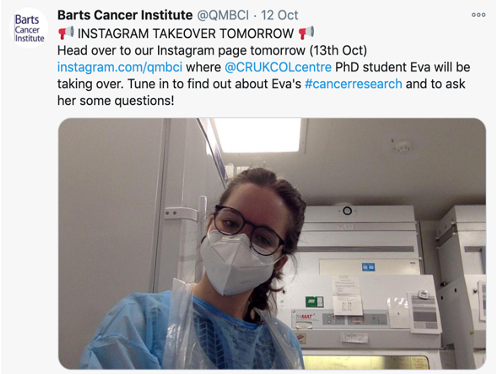 Barts
Cancer
Institute
Barts Cancer Institute @QMBCI · 12 Oct
INSTAGRAM TAKEOVER TOMORROW
Head over to our Instagram page tomorrow (13th Oct)
instagram.com/qmbci where @CRUKCOLcentre PhD student Eva will be
taking over. Tune in to find out about Eva's #cancerresearch and to ask
her some questions!